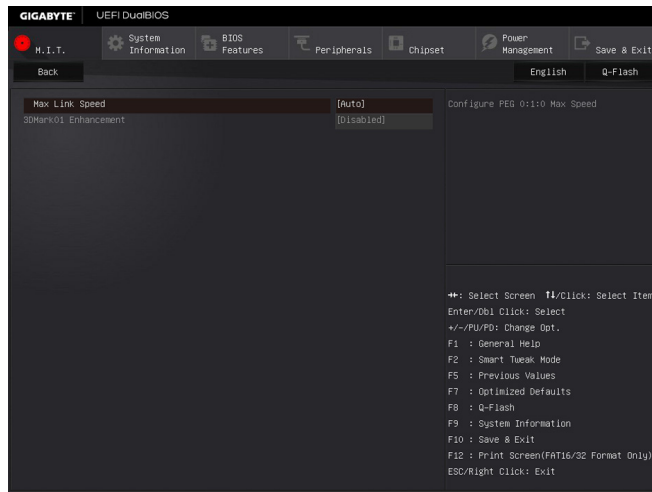 GIGABYTE™ UEFI DualBIOS
M.I.T. System Information BIOS Features Peripherals Chipset Power Management Save & Exit
Back English Q-Flash
Max Link Speed [Auto] Configure PEG 0:1:0 Max Speed
3DMark01 Enhancement [Disabled]
→←: Select Screen ↑↓/Click: Select Item
Enter/Dbl Click: Select
+/-/PU/PD: Change Opt.
F1 : General Help
F2 : Smart Tweak Mode
F5 : Previous Values
F7 : Optimized Defaults
F8 : Q-Flash
F9 : System Information
F10 : Save & Exit
F12 : Print Screen(FAT16/32 Format Only)
ESC/Right Click: Exit